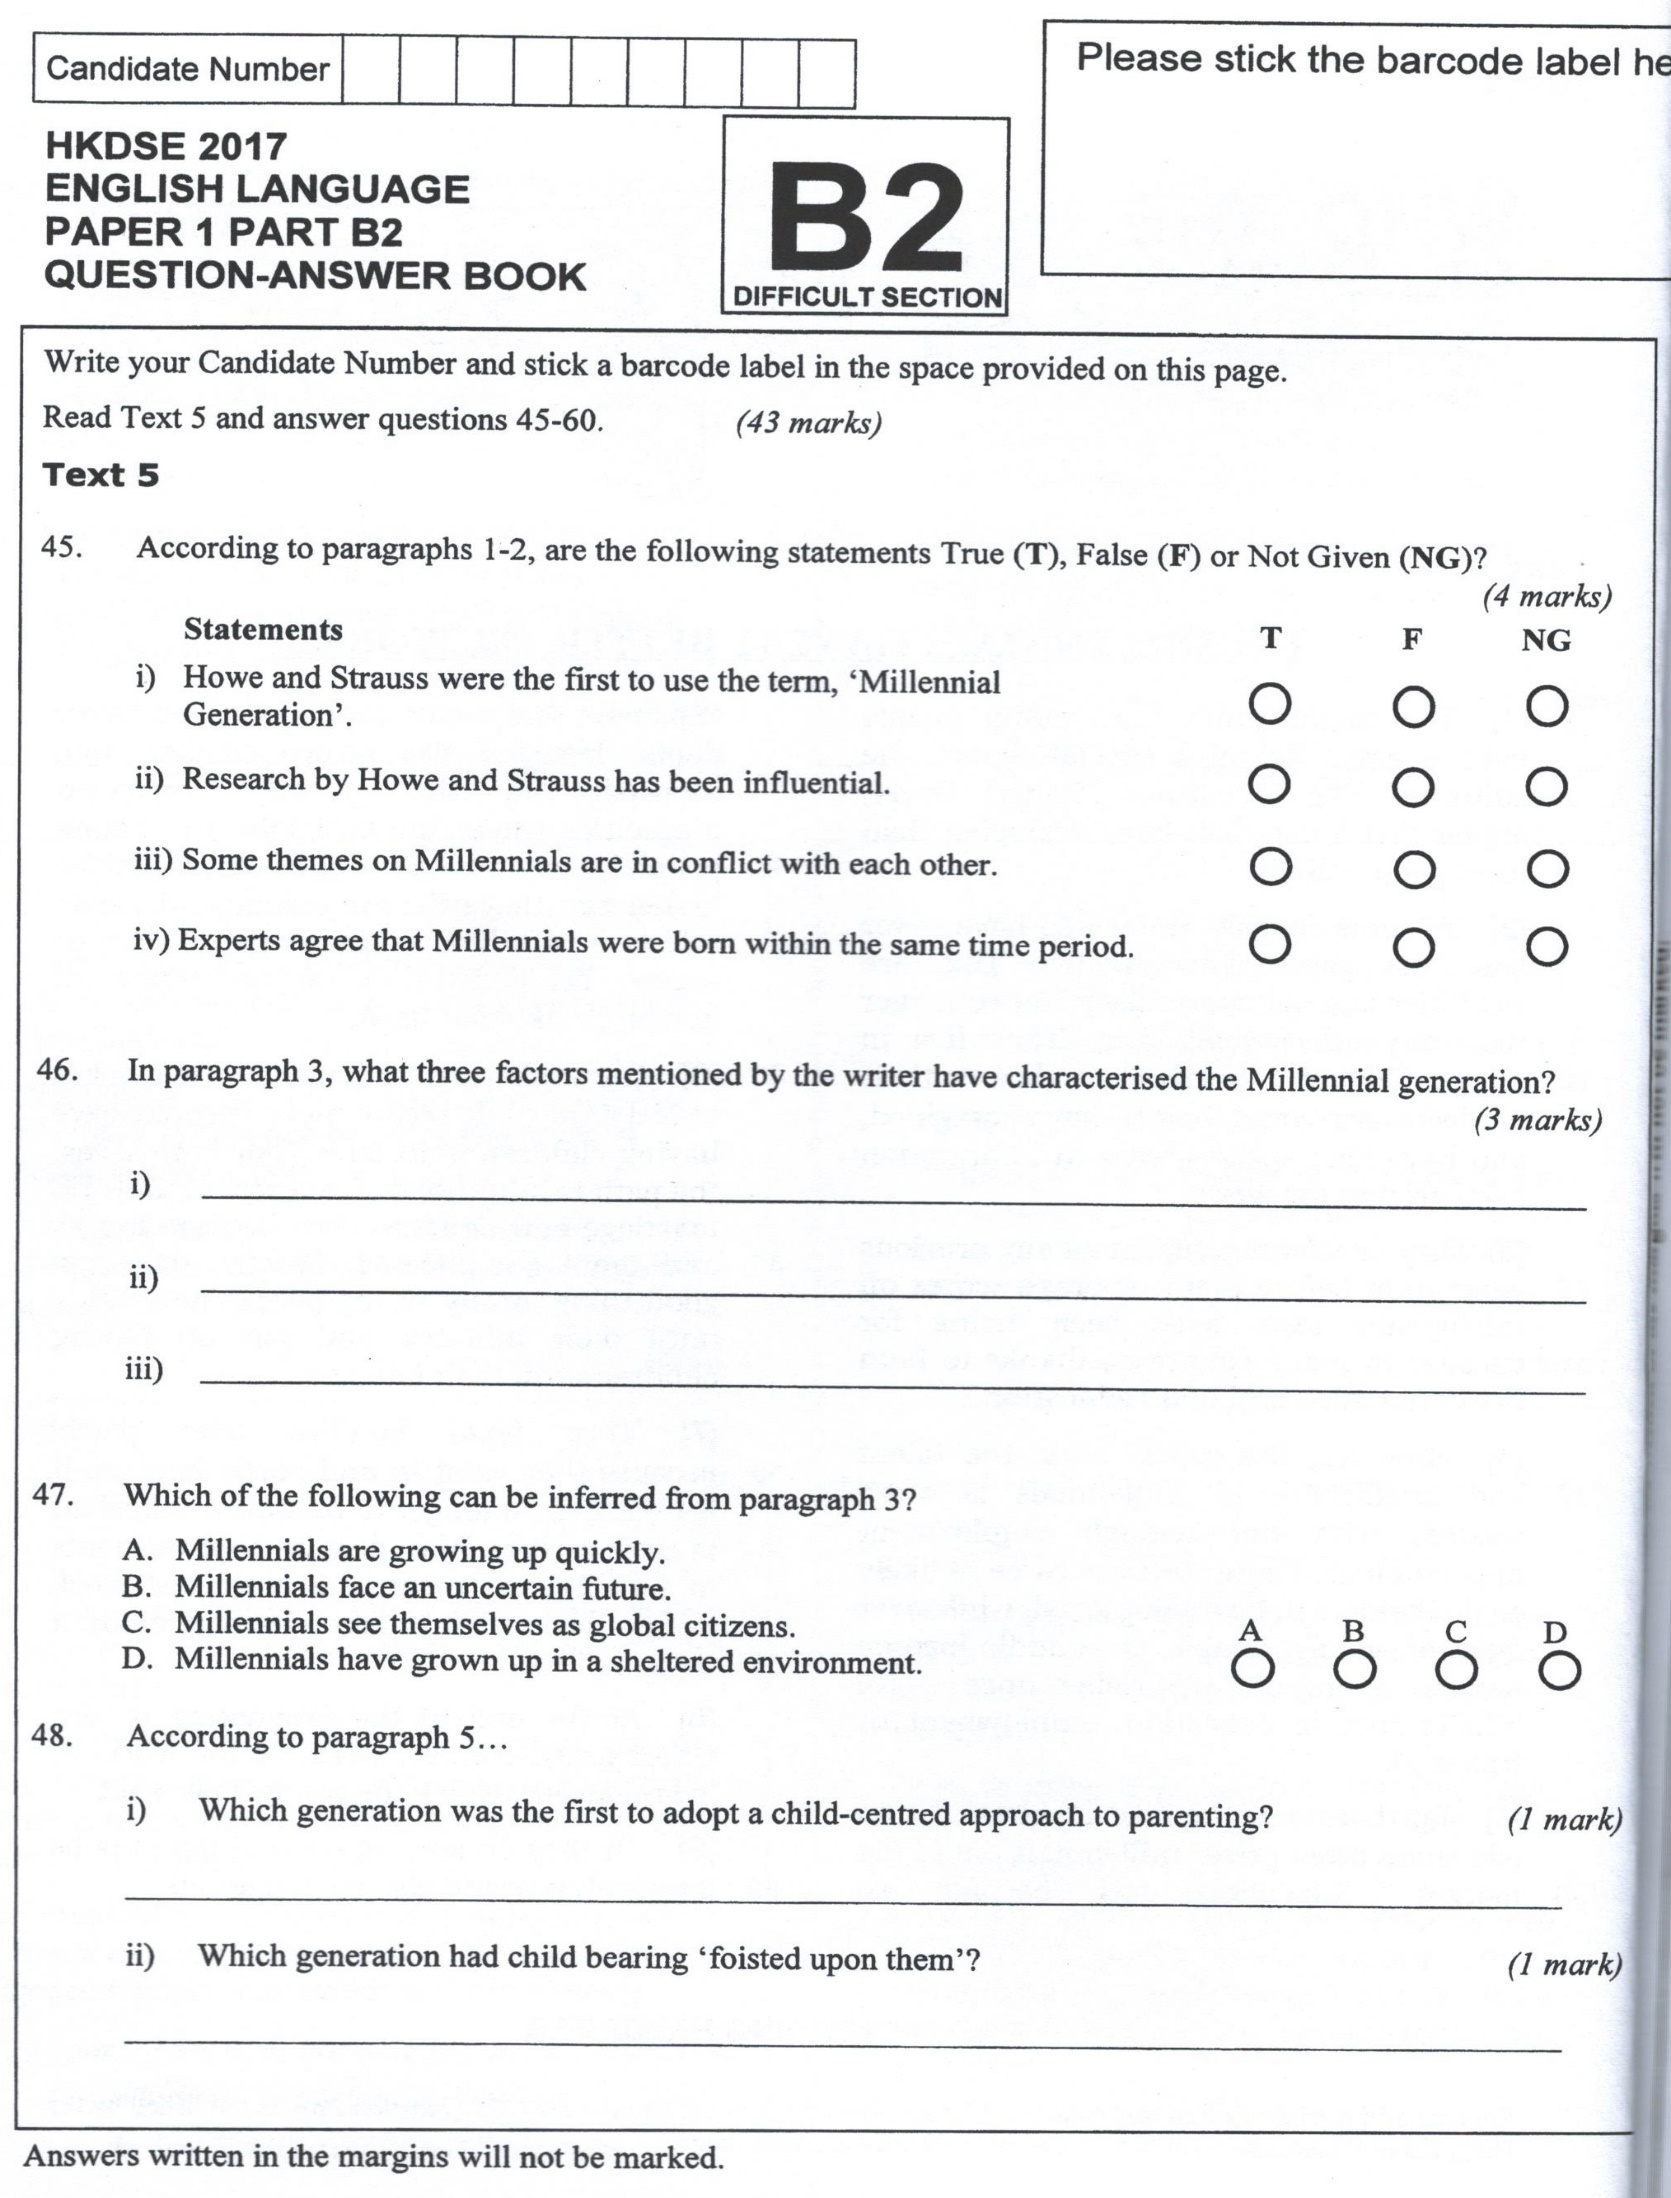 Candidate Number
Please stick the barcode label he
HKDSE 2017
ENGLISH LANGUAGE
PAPER 1 PART B2
QUESTION-ANSWER BOOK
B2
DIFFICULT SECTION
Write your Candidate Number and stick a barcode label in the space provided on this page.
Read Text 5 and answer questions 45-60. (43 marks)
Text 5
45. According to paragraphs 1-2, are the following statements True (T), False (F) or Not Given (NG)?
(4 marks)
Statements T F NG
i) Howe and Strauss were the first to use the term, ‘Millennial
Generation’.
ii) Research by Howe and Strauss has been influential.
iii) Some themes on Millennials are in conflict with each other.
iv) Experts agree that Millennials were born within the same time period.
46. In paragraph 3, what three factors mentioned by the writer have characterised the Millennial generation?
(3 marks)
i)
ii)
iii)
47. Which of the following can be inferred from paragraph 3?
A. Millennials are growing up quickly.
B. Millennials face an uncertain future.
C. Millennials see themselves as global citizens.
D. Millennials have grown up in a sheltered environment.
A B C D
48. According to paragraph 5…
i) Which generation was the first to adopt a child-centred approach to parenting? (1 mark)
ii) Which generation had child bearing ‘foisted upon them’? (1 mark)
Answers written in the margins will not be marked.